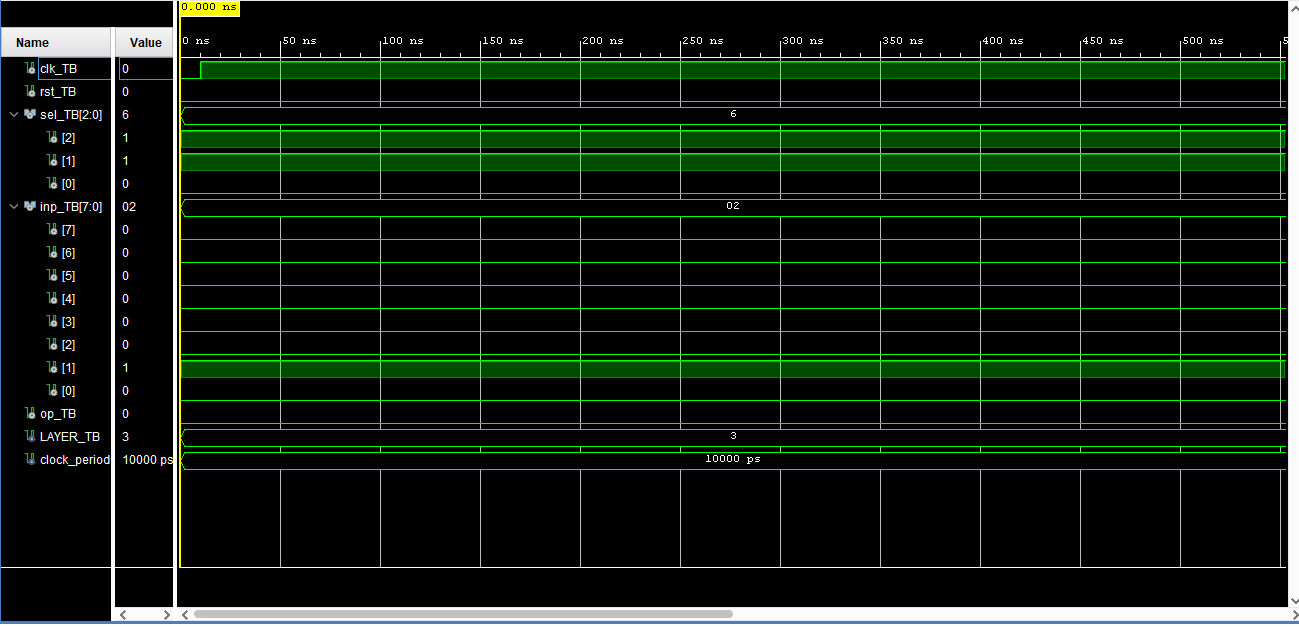 0.000 ns
Name Value 0 ns 50 ns 100 ns 150 ns 200 ns 250 ns 300 ns 350 ns 400 ns 450 ns 500 ns 5
clk_TB 0
rst_TB 0
sel_TB[2:0] 6 6
[2] 1
[1] 1
[0] 0
inp_TB[7:0] 02 02
[7] 0
[6] 0
[5] 0
[4] 0
[3] 0
[2] 0
[1] 1
[0] 0
op_TB 0
LAYER_TB 3 3
clock_period 10000 ps 10000 ps